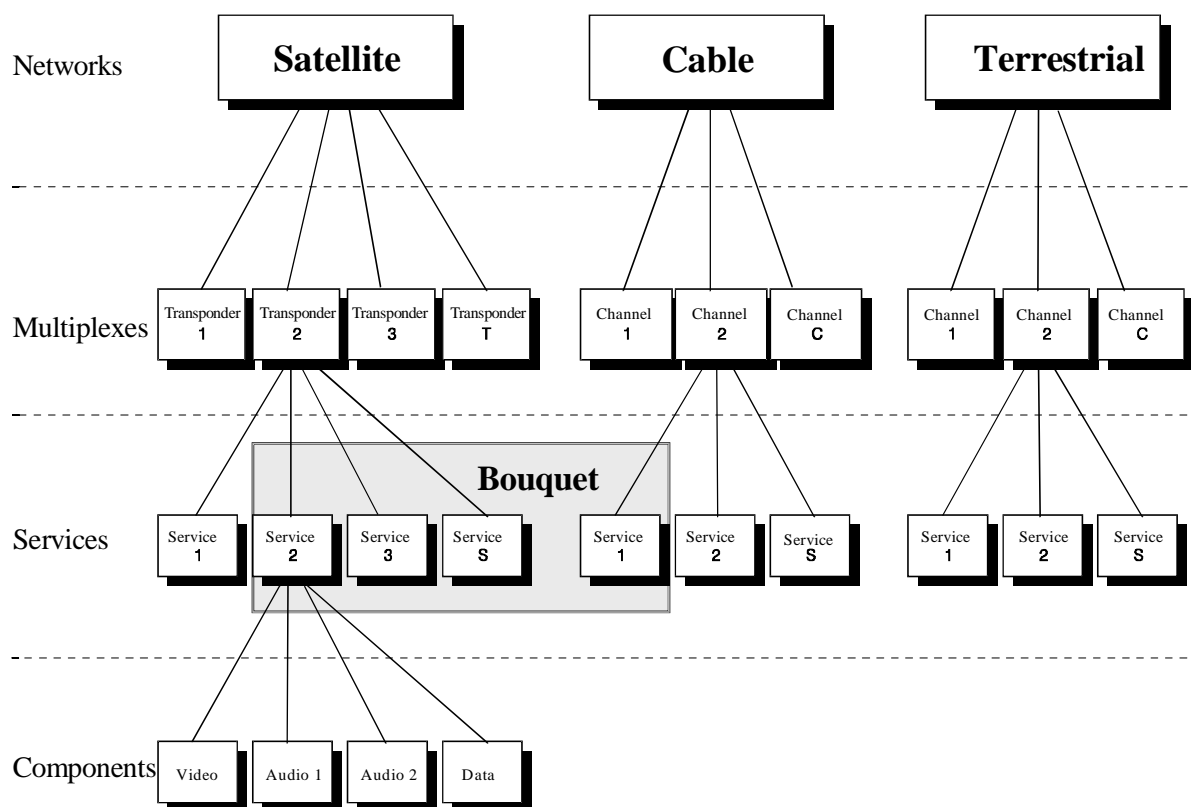 Networks
Satellite
Cable
Terrestrial
Multiplexes
Transponder
1
Transponder
2
Transponder
3
Transponder
T
Channel
1
Channel
2
Channel
C
Channel
1
Channel
2
Channel
C
Bouquet
Services
Service
1
Service
2
Service
3
Service
S
Service
1
Service
2
Service
S
Service
1
Service
2
Service
S
Components
Video
Audio 1
Audio 2
Data